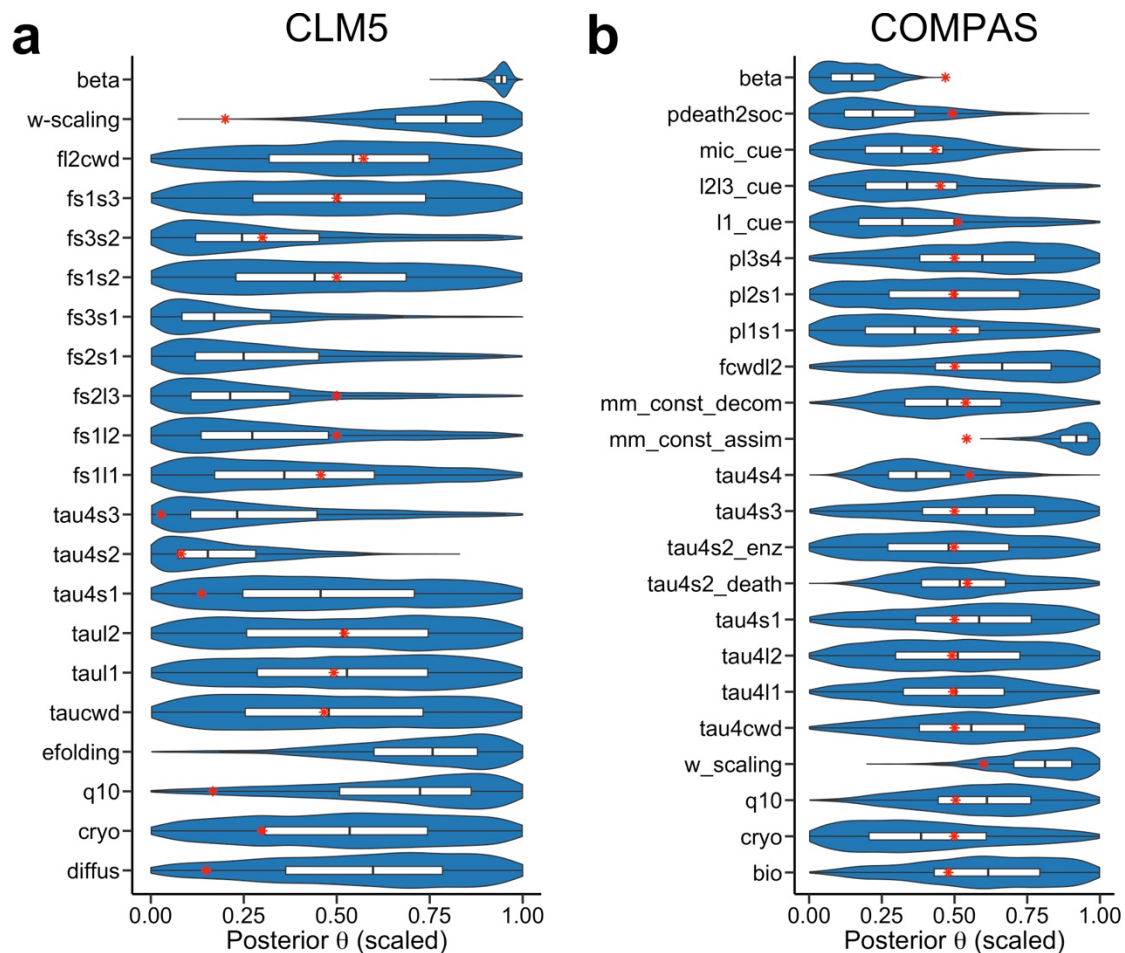 a
CLM5
beta
w-scaling
fl2cwd
fs1s3
fs3s2
fs1s2
fs3s1
fs2s1
fs2l3
fs1l2
fs1l1
tau4s3
tau4s2
tau4s1
taul2
taul1
taucwd
efolding
q10
cryo
diffus
0.00 0.25 0.50 0.75 1.00
Posterior θ (scaled)
b
COMPAS
beta
pdeath2soc
mic_cue
l2l3_cue
l1_cue
pl3s4
pl2s1
pl1s1
fcwdl2
mm_const_decom
mm_const_assim
tau4s4
tau4s3
tau4s2_enz
tau4s2_death
tau4s1
tau4l2
tau4l1
tau4cwd
w_scaling
q10
cryo
bio
0.00 0.25 0.50 0.75 1.00
Posterior θ (scaled)